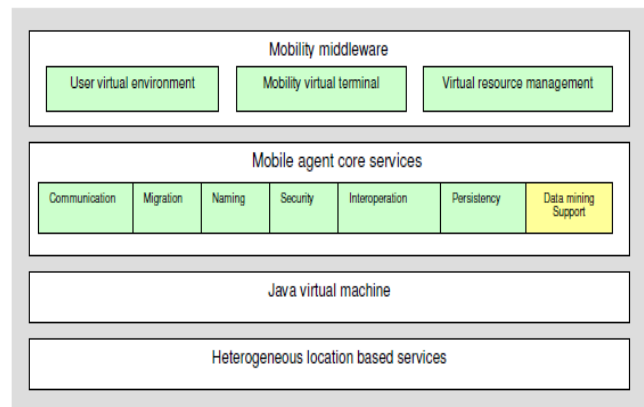 Mobility middleware
User virtual environment
Mobility virtual terminal
Virtual resource management
Mobile agent core services
Communication
Migration
Naming
Security
Interoperation
Persistency
Data mining
Support
Java virtual machine
Heterogeneous location based services